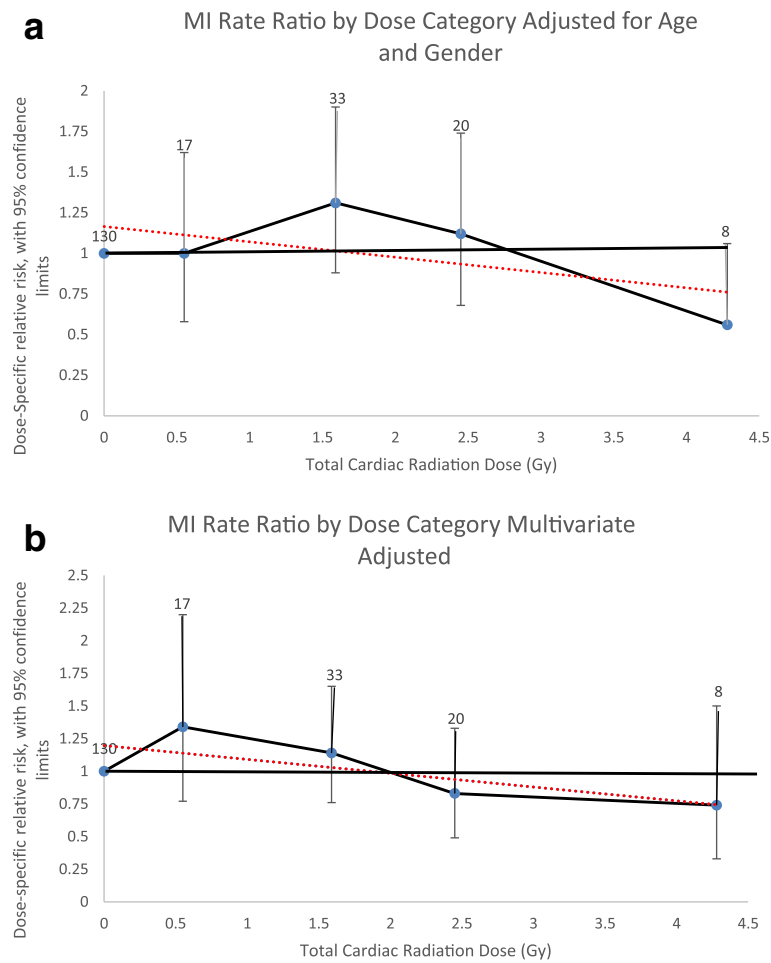 a
MI Rate Ratio by Dose Category Adjusted for Age
and Gender
Dose-Specific relative risk, with 95% confidence
limits
2
1.75
1.5
1.25
1
0.75
0.5
0.25
0
130
17
33
20
8
0 0.5 1 1.5 2 2.5 3 3.5 4 4.5
Total Cardiac Radiation Dose (Gy)
b
MI Rate Ratio by Dose Category Multivariate
Adjusted
Dose-specific relative risk, with 95% confidence
limits
2.5
2.25
2
1.75
1.5
1.25
1
0.75
0.5
0.25
0
130
17
33
20
8
0 0.5 1 1.5 2 2.5 3 3.5 4 4.5
Total Cardiac Radiation Dose (Gy)